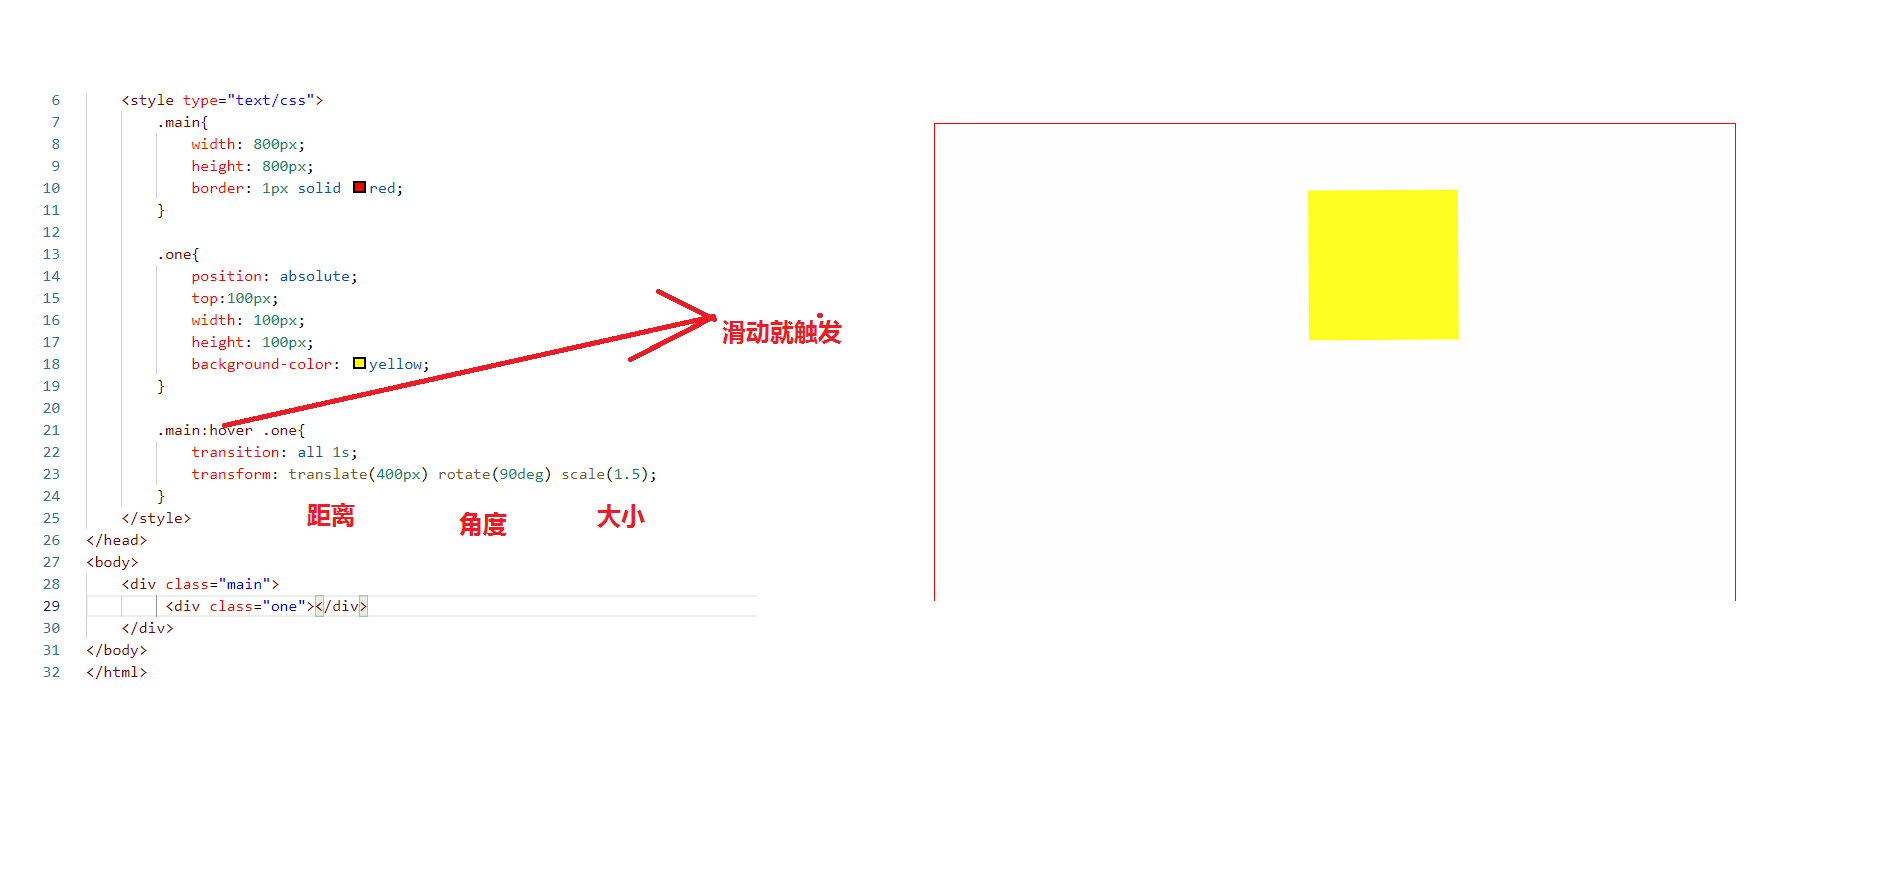 6 <style type="text/css">
7 .main{
8 width: 800px;
9 height: 800px;
10 border: 1px solid red;
11 }
12
13 .one{
14 position: absolute;
15 top:100px;
16 width: 100px;
17 height: 100px;
18 background-color: yellow;
19 }
20
21 .main:hover .one{
22 transition: all 1s;
23 transform: translate(400px) rotate(90deg) scale(1.5);
24 }
25 </style>
26 </head>
27 <body>
28 <div class="main">
29 <div class="one"></div>
30 </div>
31 </body>
32 </html>
滑动就触发
距离
角度
大小